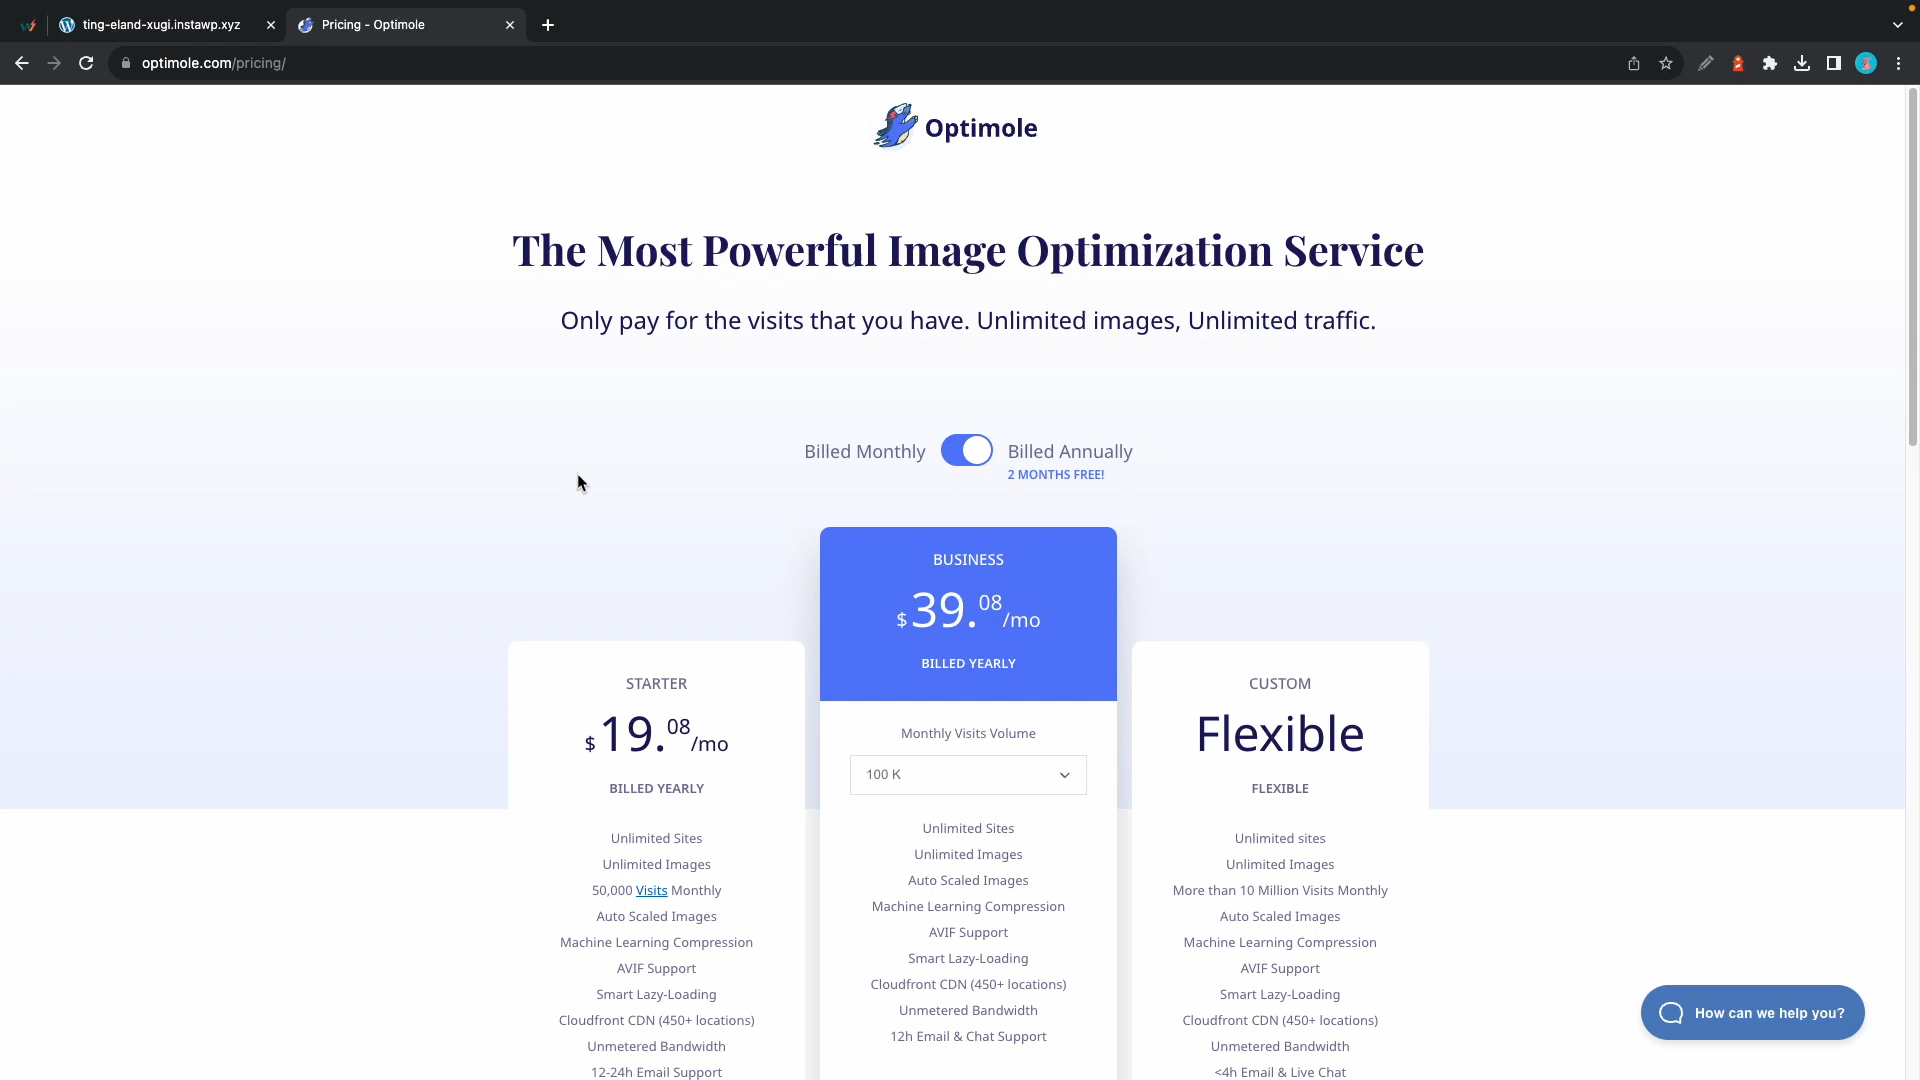 ting-eland-xugi.instawp.xyz
Pricing - Optimole
optimole.com/pricing/
Optimole
The Most Powerful Image Optimization Service
Only pay for the visits that you have. Unlimited images, Unlimited traffic.
Billed Monthly
Billed Annually
2 MONTHS FREE!
STARTER
$19.08/mo
BILLED YEARLY
Unlimited Sites
Unlimited Images
50,000 Visits Monthly
Auto Scaled Images
Machine Learning Compression
AVIF Support
Smart Lazy-Loading
Cloudfront CDN (450+ locations)
Unmetered Bandwidth
12-24h Email Support
BUSINESS
$39.08/mo
BILLED YEARLY
Monthly Visits Volume
100 K
Unlimited Sites
Unlimited Images
Auto Scaled Images
Machine Learning Compression
AVIF Support
Smart Lazy-Loading
Cloudfront CDN (450+ locations)
Unmetered Bandwidth
12h Email & Chat Support
CUSTOM
Flexible
FLEXIBLE
Unlimited sites
Unlimited Images
More than 10 Million Visits Monthly
Auto Scaled Images
Machine Learning Compression
AVIF Support
Smart Lazy-Loading
Cloudfront CDN (450+ locations)
Unmetered Bandwidth
<4h Email & Live Chat
How can we help you?